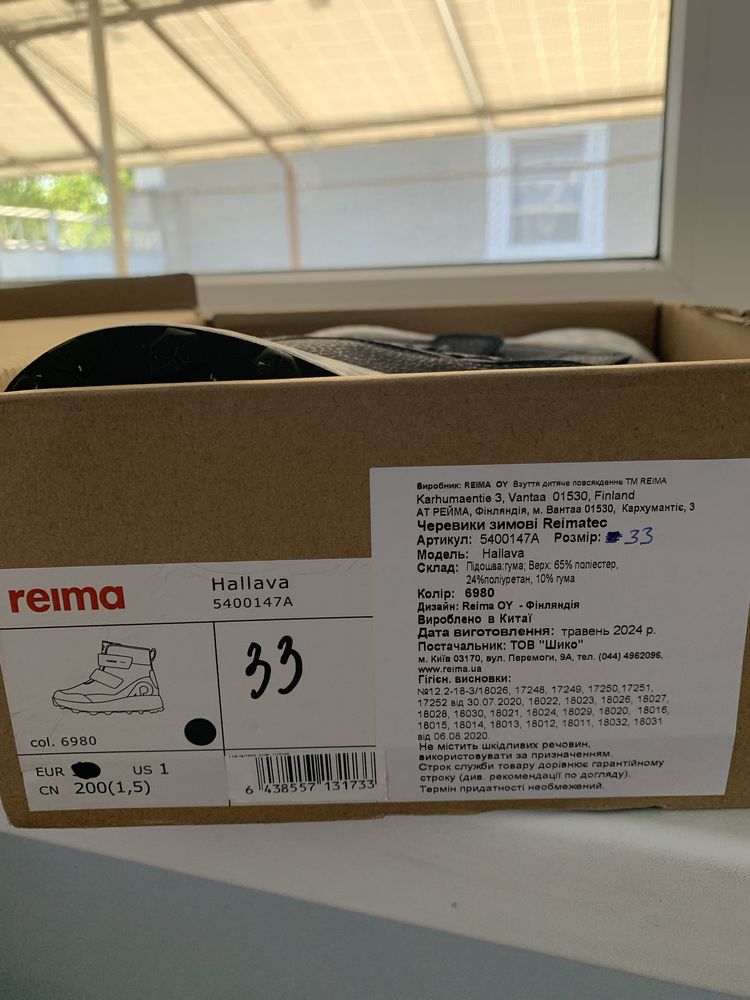 reima
Hallava
5400147A
33
col. 6980
EUR
US 1
CN 200(1,5)
6 438557 131733
Виробник: REIMA OY Взуття дитяче повсякденне ТМ REIMA
Karhumaentie 3, Vantaa 01530, Finland
АТ РЕЙМА, Фінляндія, м. Вантаа 01530, Кархумантіє, 3
Черевики зимові Reimatec
Артикул: 5400147A Розмір: 33
Модель: Hallava
Склад: Підошва:гума; Верх: 65% поліестер,
24%поліуретан, 10% гума
Колір: 6980
Дизайн: Reima OY - Фінляндія
Вироблено в Китаї
Дата виготовлення: травень 2024 р.
Постачальник: ТОВ "Шико"
м. Київ 03170, вул. Перемоги, 9А, тел. (044) 4962096,
www.reima.ua
Гігієн. висновки:
№12.2-18-3/18026, 17248, 17249, 17250,17251,
17252 від 30.07.2020, 18022, 18023, 18026, 18027,
18028, 18030, 18021, 18024, 18029, 18020, 18016,
18015, 18014, 18013, 18012, 18011, 18032, 18031
від 06.08.2020
Не містить шкідливих речовин,
використовувати за призначенням.
Строк служби товару дорівнює гарантійному
строку (див. рекомендації по догляду).
Термін придатності необмежений.